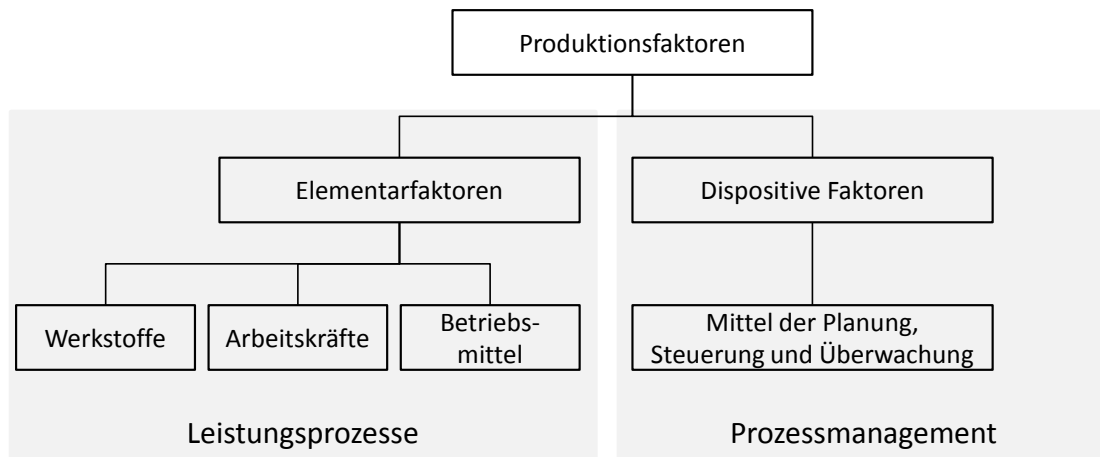 Produktionsfaktoren
Elementarfaktoren
Dispositive Faktoren
Werkstoffe
Arbeitskräfte
Betriebs-
mittel
Mittel der Planung,
Steuerung und Überwachung
Leistungsprozesse
Prozessmanagement